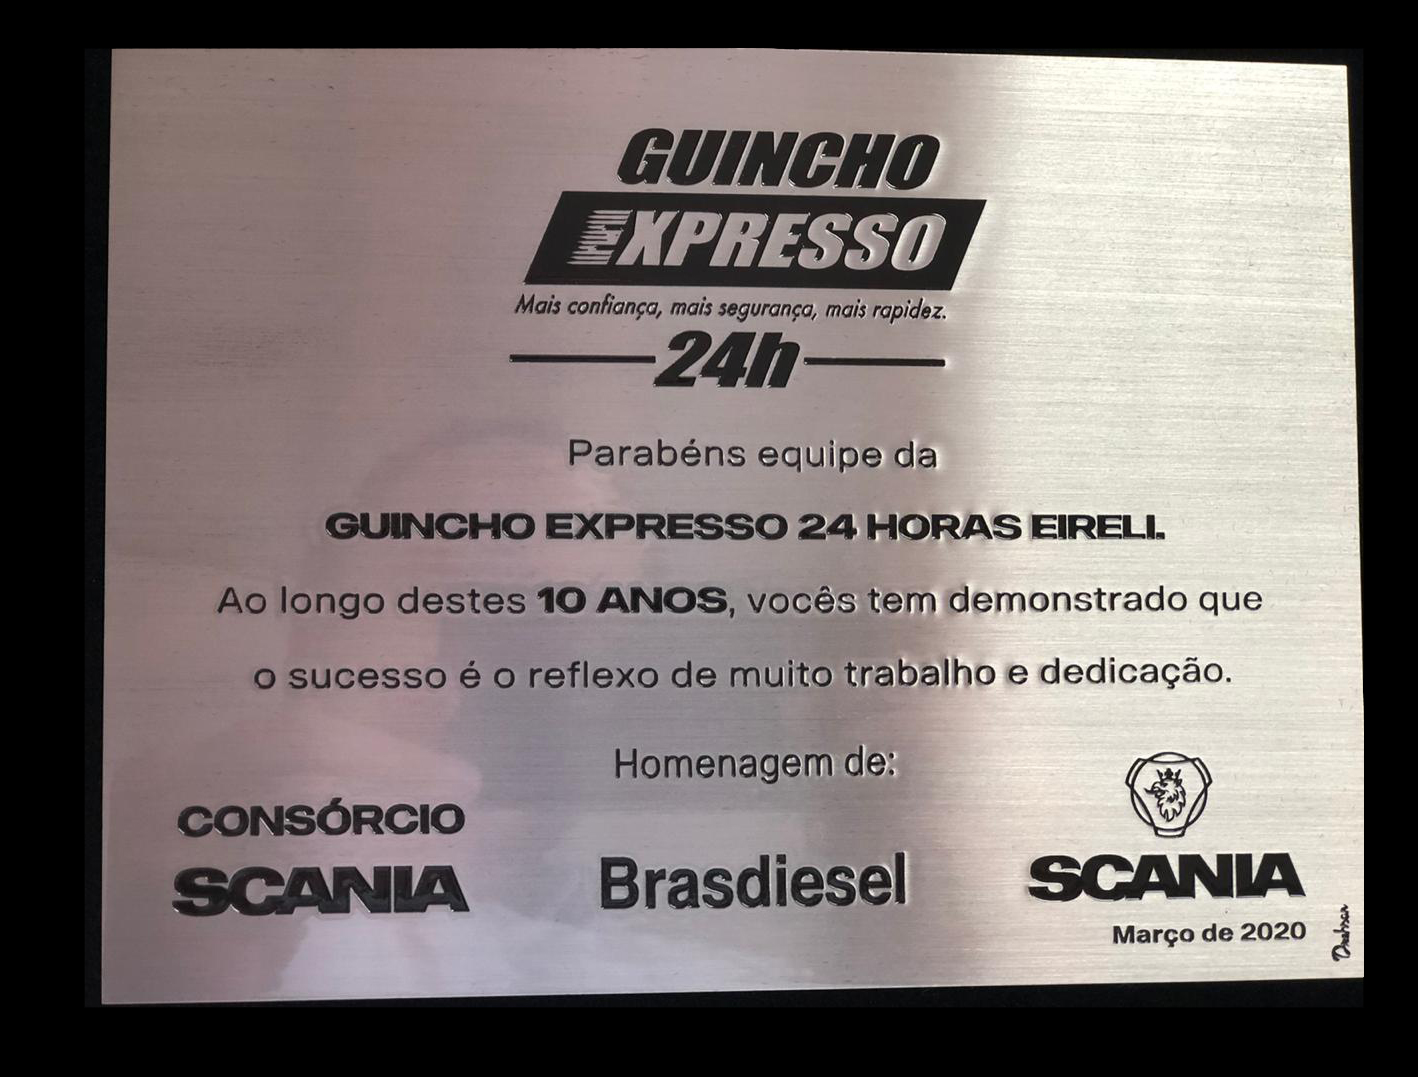 GUINCHO
EXPRESSO
Mais confiança, mais segurança, mais rapidez.
24h
Parabéns equipe da
GUINCHO EXPRESSO 24 HORAS EIRELI.
Ao longo destes 10 ANOS, vocês tem demonstrado que
o sucesso é o reflexo de muito trabalho e dedicação.
Homenagem de:
CONSÓRCIO
SCANIA
Brasdiesel
SCANIA
Março de 2020